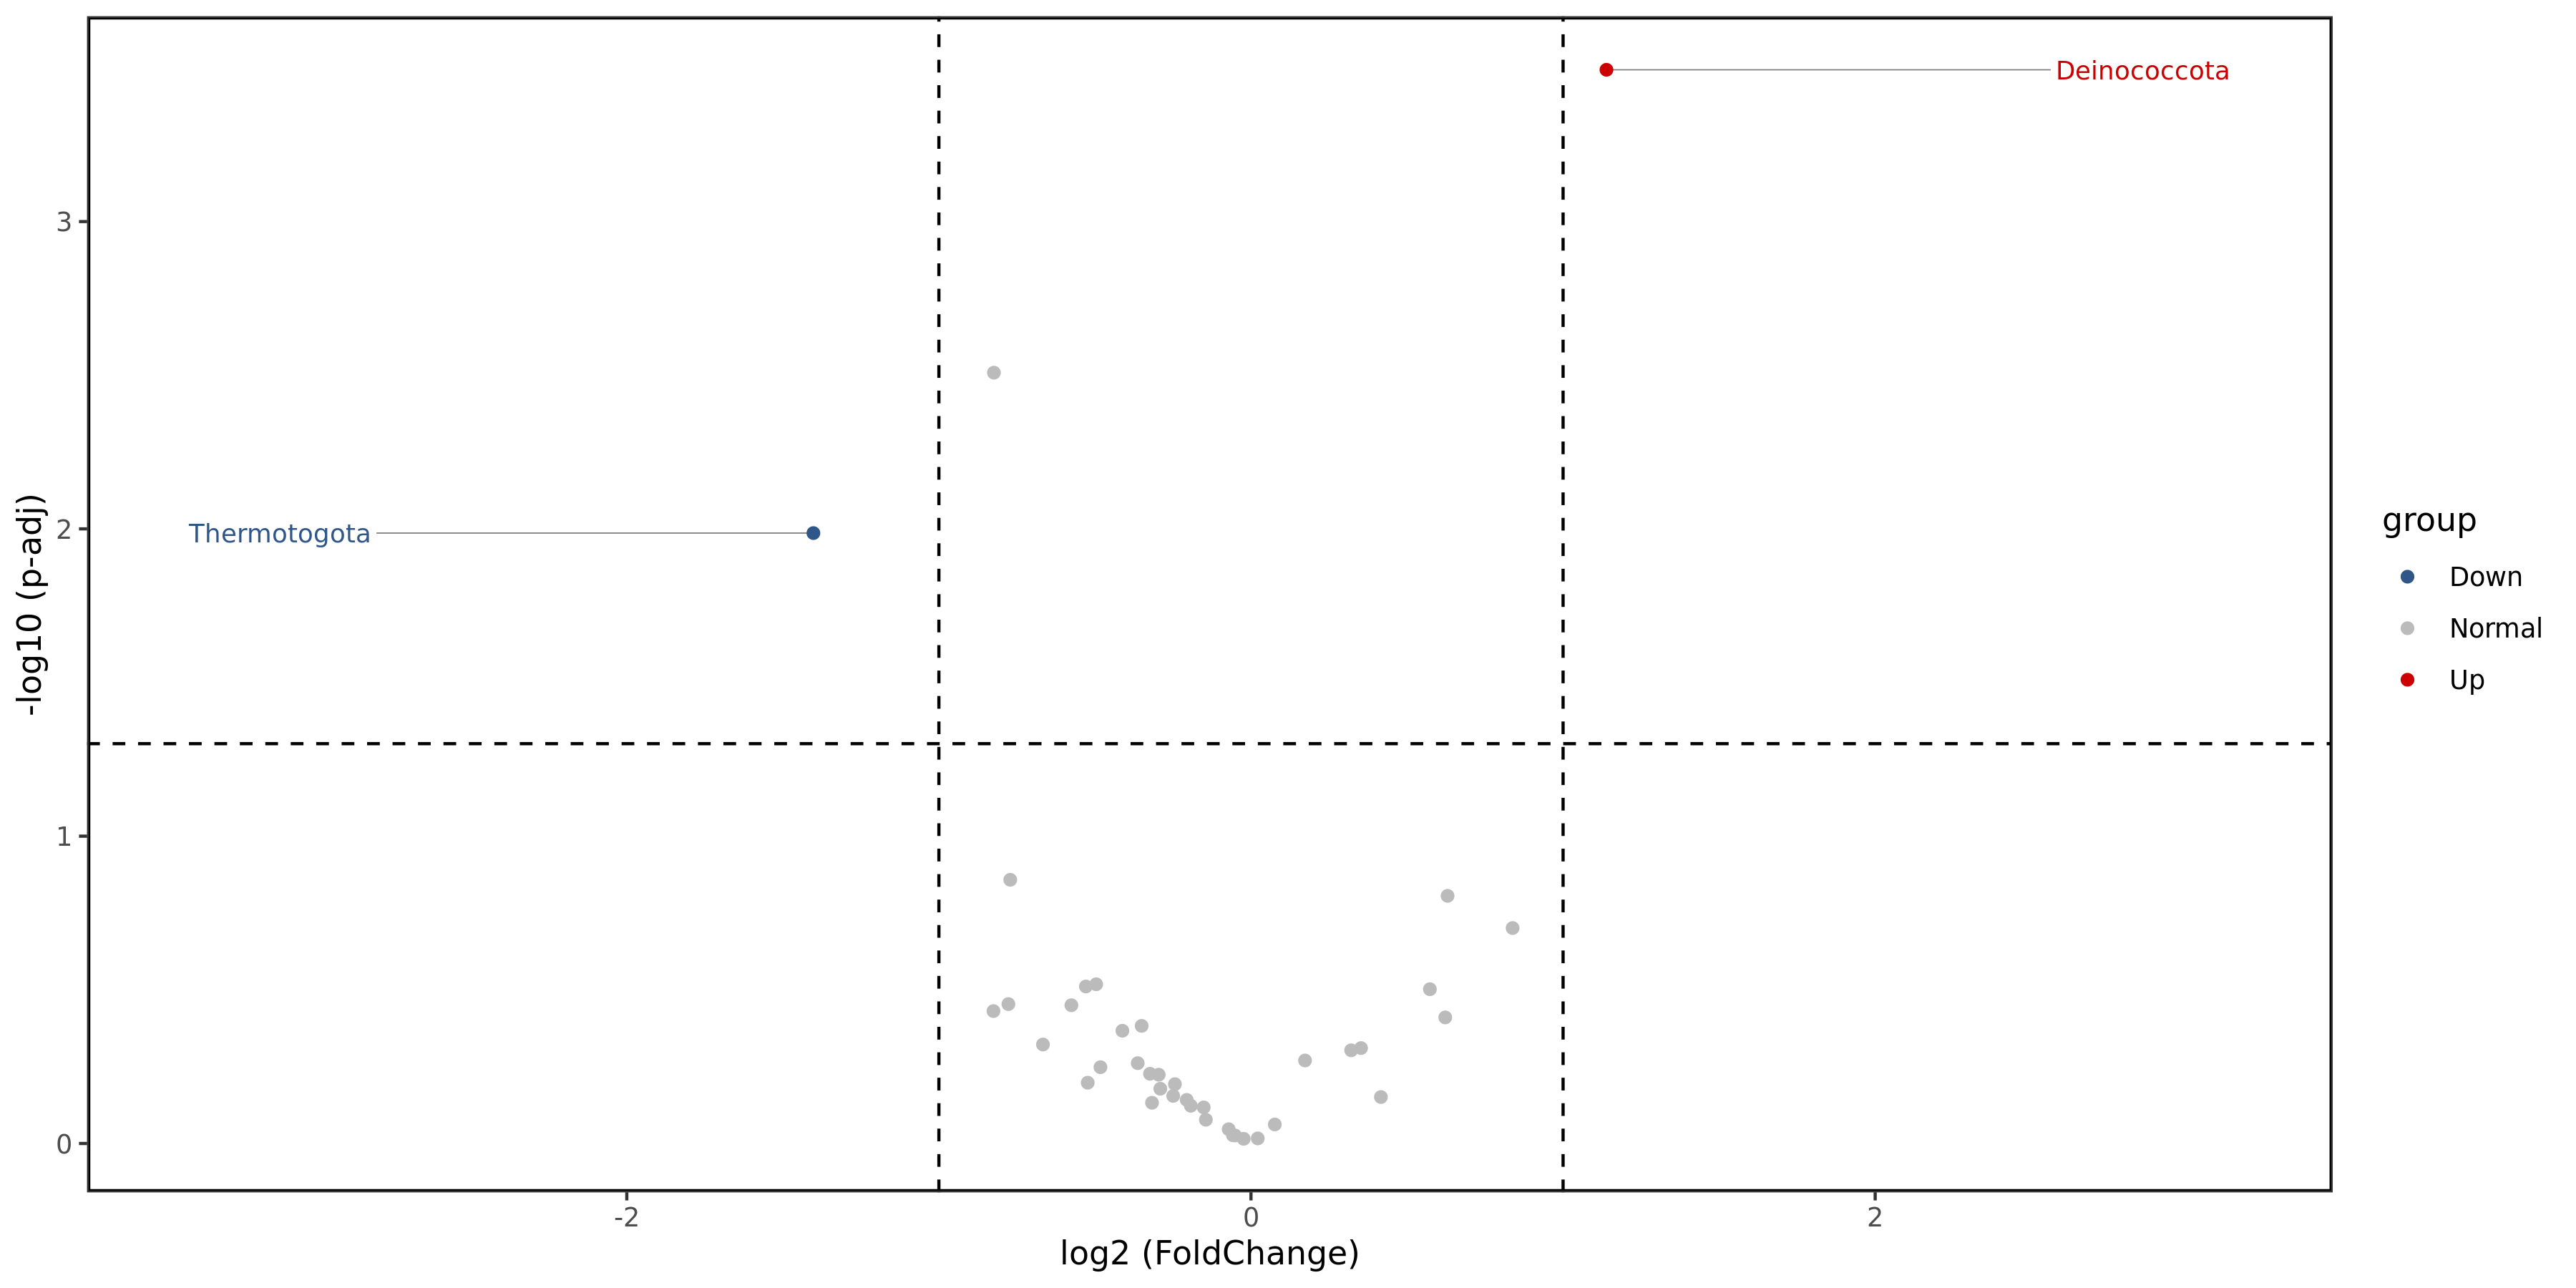 Deinococcota
3
Thermotogota
2
1
0
-log10 (p-adj)
-2
0
2
log2 (FoldChange)
group
Down
Normal
Up